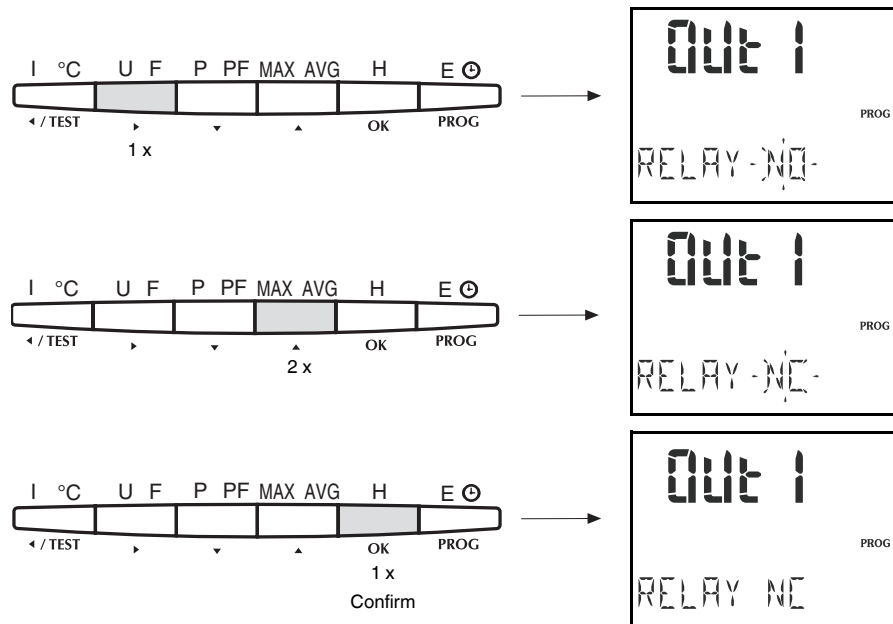 OUt 1
I °C U F P PF MAX AVG H E
PROG
/ TEST OK PROG
1 x
RELAY NO
OUt 1
I °C U F P PF MAX AVG H E
PROG
/ TEST OK PROG
2 x
RELAY NC
OUt 1
I °C U F P PF MAX AVG H E
PROG
/ TEST OK PROG
1 x
RELAY NC
Confirm